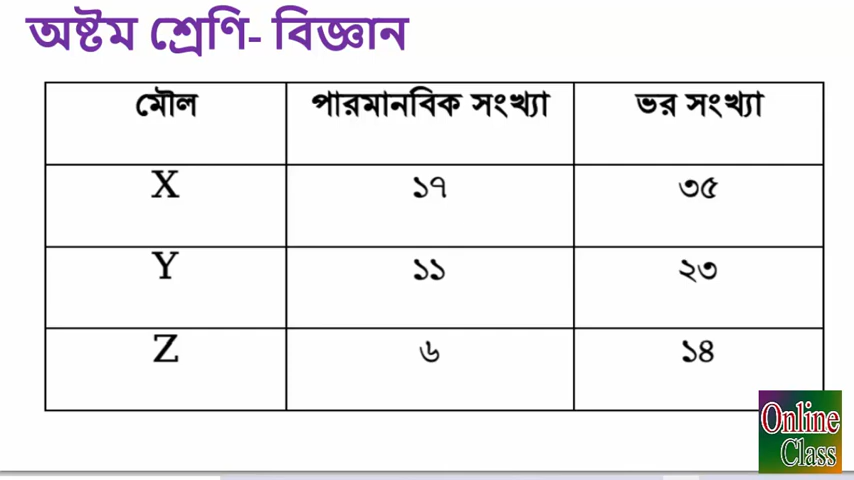 অষ্টম শ্রেণি- বিজ্ঞান
মৌল পারমানবিক সংখ্যা ভর সংখ্যা
X ১৭ ৩৫
Y ১১ ২৩
Z ৬ ১৪
Online
Class